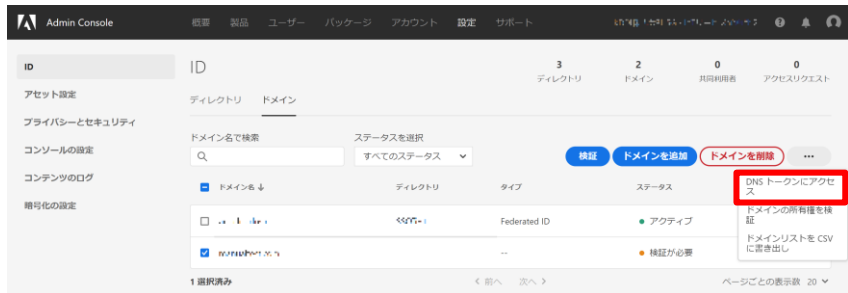 Admin Console
概要 製品 ユーザー パッケージ アカウント 設定 サポート
ID
アセット設定
プライバシーとセキュリティ
コンソールの設定
コンテンツのログ
暗号化の設定
ID
3 2 0 0
ディレクトリ ドメイン 共同利用者 アクセスリクエスト
ディレクトリ ドメイン
ドメイン名で検索 ステータスを選択
すべてのステータス
検証 ドメインを追加 ドメインを削除 ...
DNS トークンにアクセ
ス
ドメインの所有権を検
証
ドメインリストを CSV
に書き出し
ドメイン名 ↓ ディレクトリ タイプ ステータス
Federated ID アクティブ
-- 検証が必要
1 選択済み < 前へ 次へ > ページごとの表示数 20